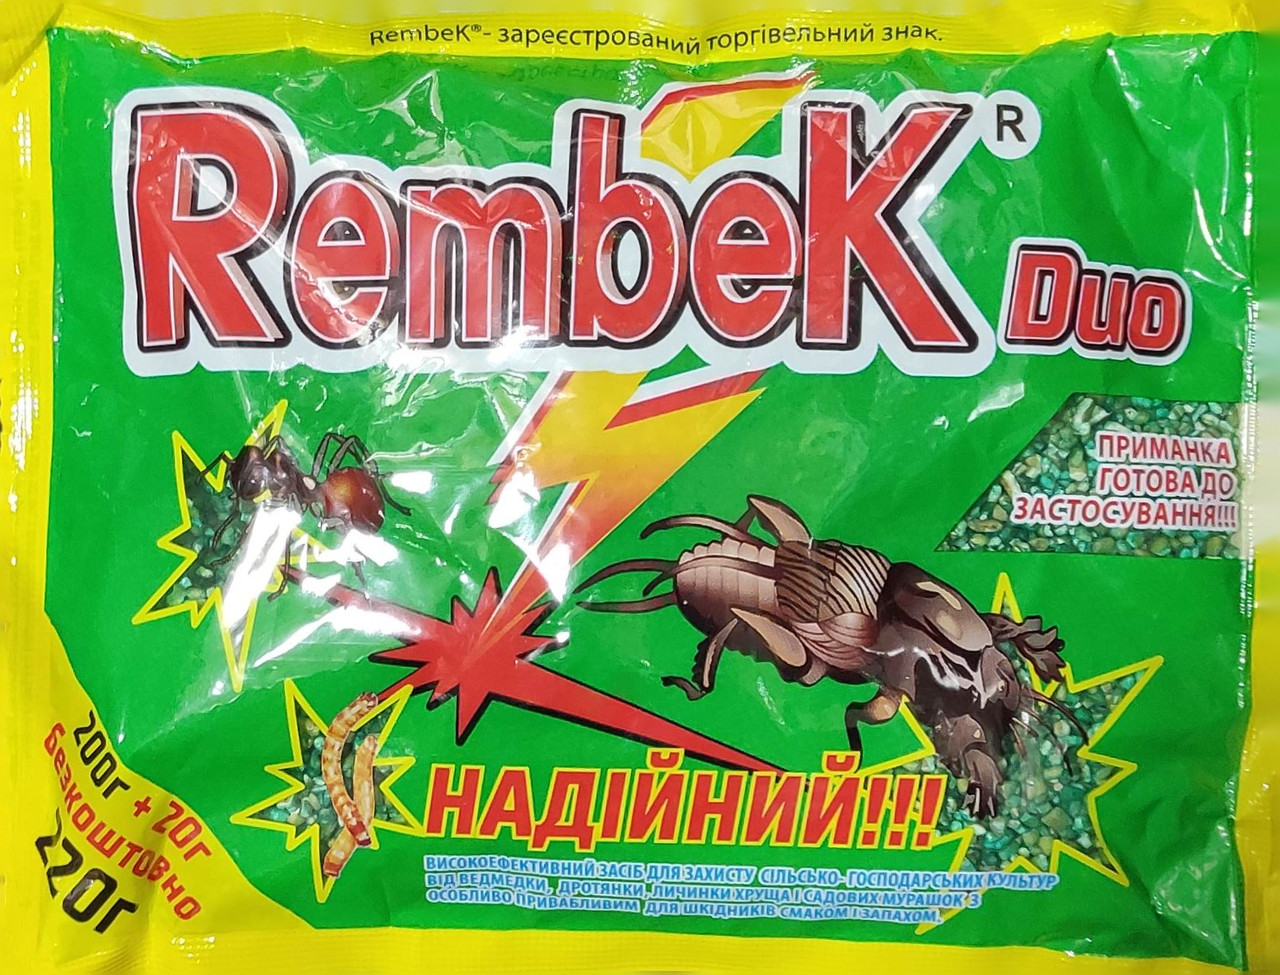 RembeK®- зареєстрований торгівельний знак.
RembeK®
Duo
ПРИМАНКА
ГОТОВА ДО
ЗАСТОСУВАННЯ!!!
200г + 20г
безкоштовно
220г
НАДІЙНИЙ!!!
ВИСОКОЕФЕКТИВНИЙ ЗАСІБ ДЛЯ ЗАХИСТУ СІЛЬСЬКО-ГОСПОДАРСЬКИХ КУЛЬТУР
ВІД ВЕДМЕДКИ, ДРОТЯНКИ, ЛИЧИНКИ ХРУЩА І САДОВИХ МУРАШОК З
ОСОБЛИВО ПРИВАБЛИВИМ ДЛЯ ШКІДНИКІВ СМАКОМ І ЗАПАХОМ.